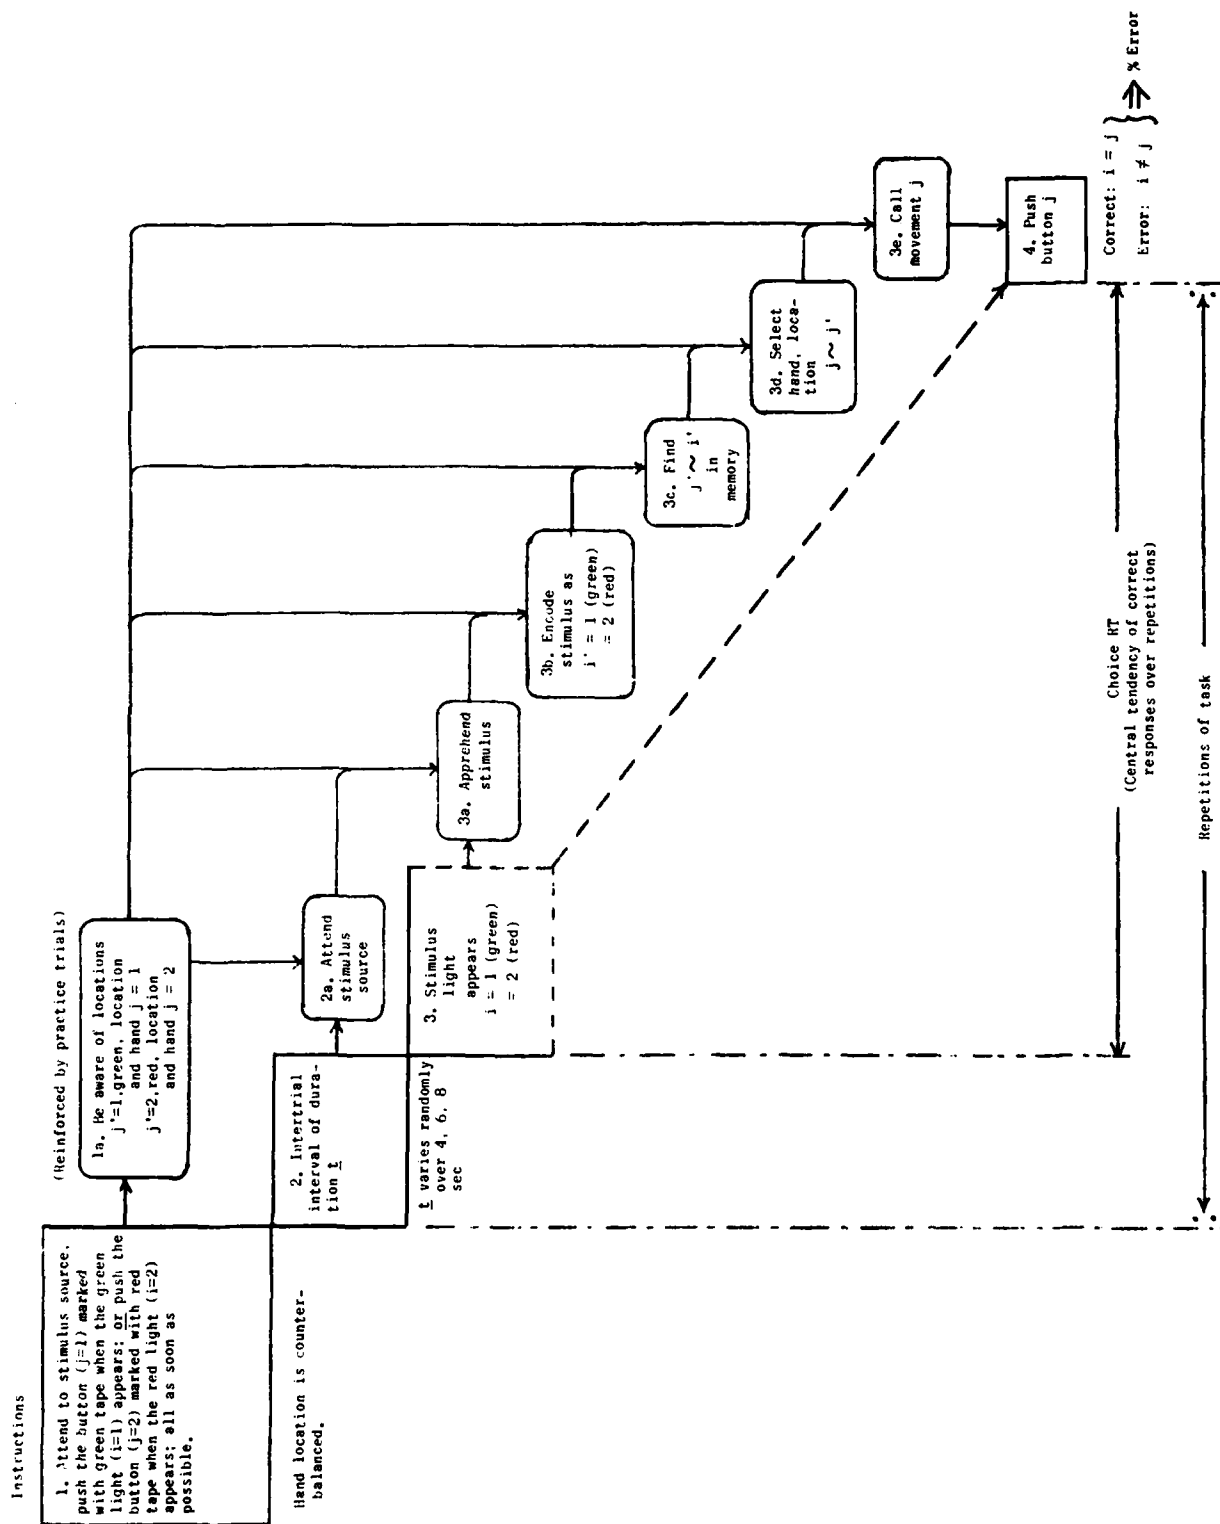 Instructions
1. Attend to stimulus source,
push the button (j=1) marked
with green tape when the green
light (i=1) appears; or push the
button (j=2) marked with red
tape when the red light (i=2)
appears; all as soon as
possible.
Hand location is counter-
balanced.
(Reinforced by practice trials)
1a. Be aware of locations
j'=1,green, location
and hand j = 1
j'=2,red, location
and hand j = 2
2. Intertrial
interval of dura-
tion t
t varies randomly
over 4, 6, 8
sec
2a. Attend
stimulus
source
3. Stimulus
light
appears
i = 1 (green)
= 2 (red)
3a. Apprehend
stimulus
3b. Encode
stimulus as
i' = 1 (green)
= 2 (red)
3c. Find
j' ~ i'
in
memory
3d. Select
hand, loca-
tion
j ~ j'
3e. Call
movement j
4. Push
button j
Correct: i = j
Error: i ≠ j
} ⇒ % Error
Choice RT
(Central tendency of correct
responses over repetitions)
Repetitions of task